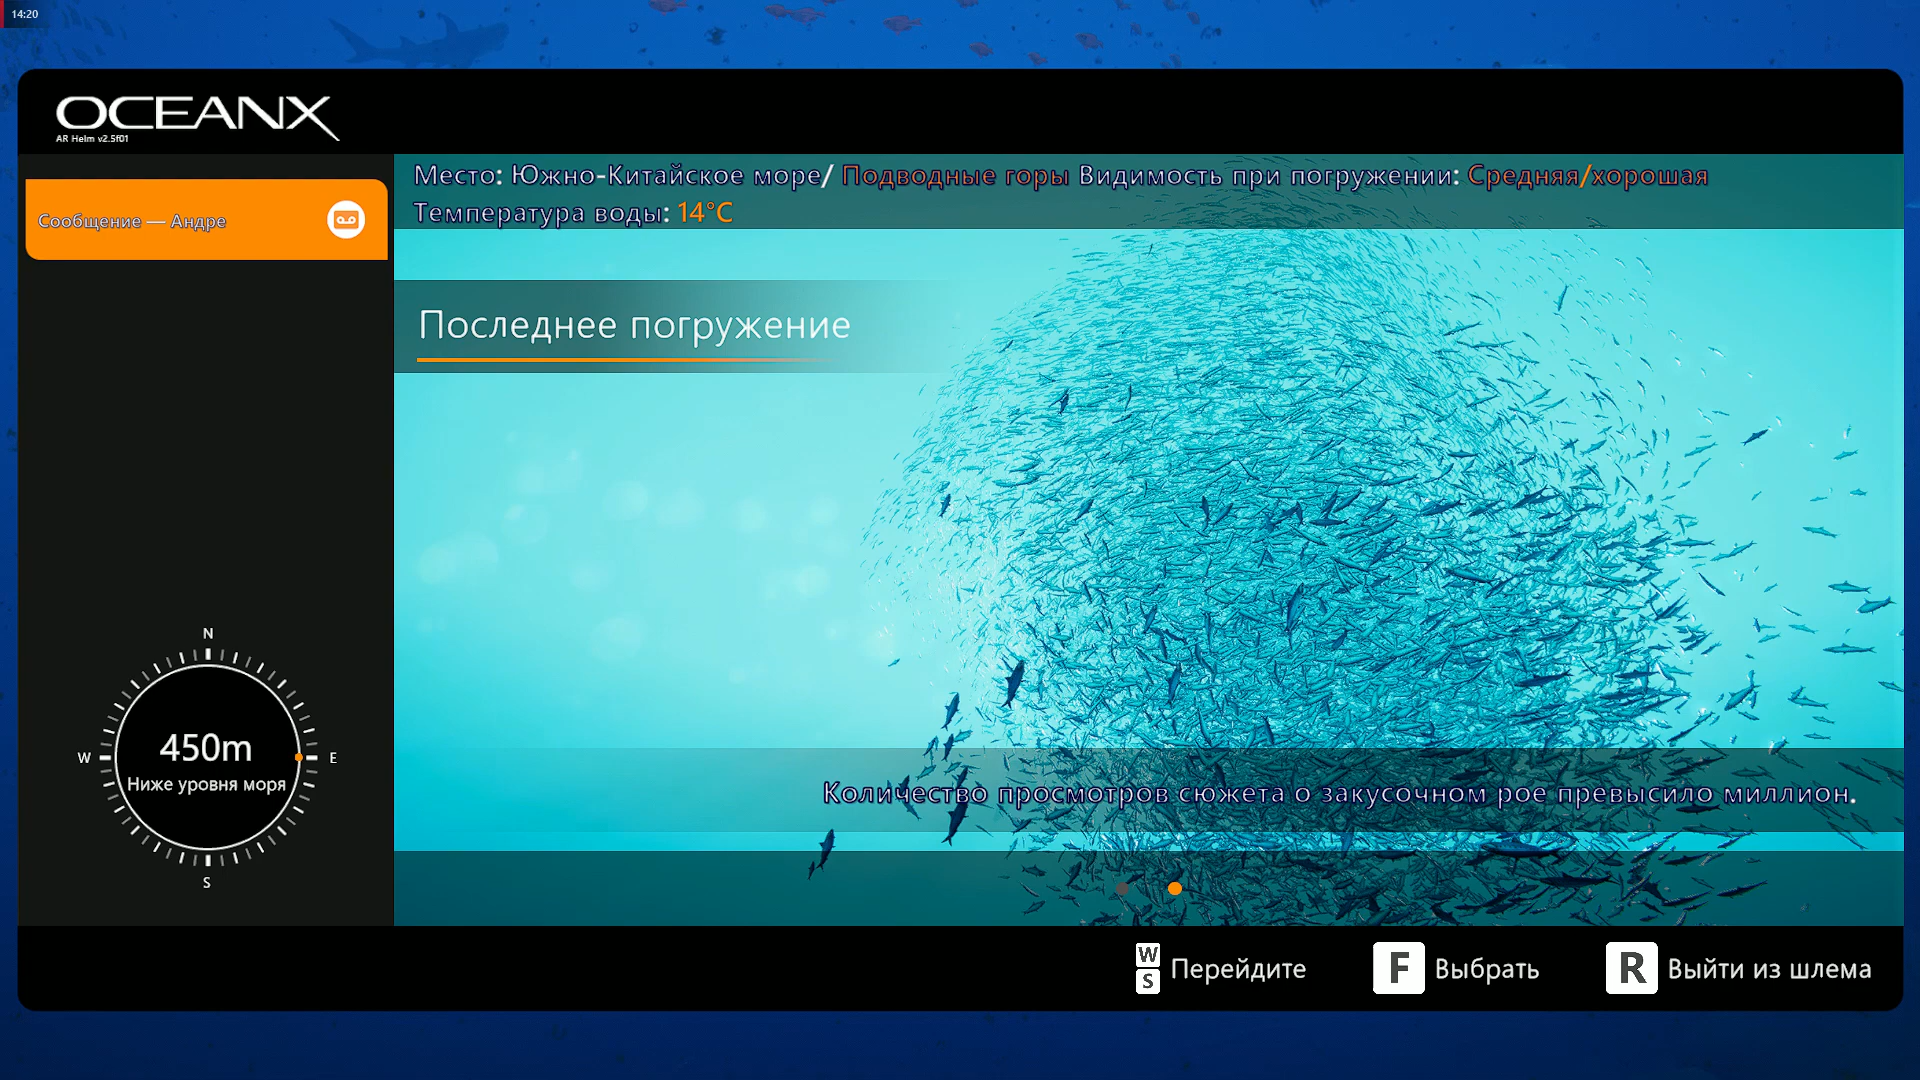 14:20
OCEANX
AR Helm v2.5f01
Место: Южно-Китайское море/ Подводные горы Видимость при погружении: Средняя/хорошая
Температура воды: 14°C
Сообщение — Андре
Последнее погружение
N
W
E
S
450m
Ниже уровня моря
Количество просмотров сюжета о закусочном рое превысило миллион.
W
S
Перейдите
F
Выбрать
R
Выйти из шлема